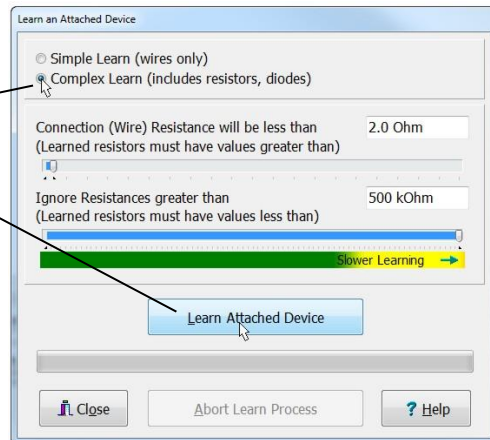 Learn an Attached Device
Simple Learn (wires only)
Complex Learn (includes resistors, diodes)
Connection (Wire) Resistance will be less than 2.0 Ohm
(Learned resistors must have values greater than)
Ignore Resistances greater than 500 kOhm
(Learned resistors must have values less than)
Slower Learning
Learn Attached Device
Close Abort Learn Process ? Help